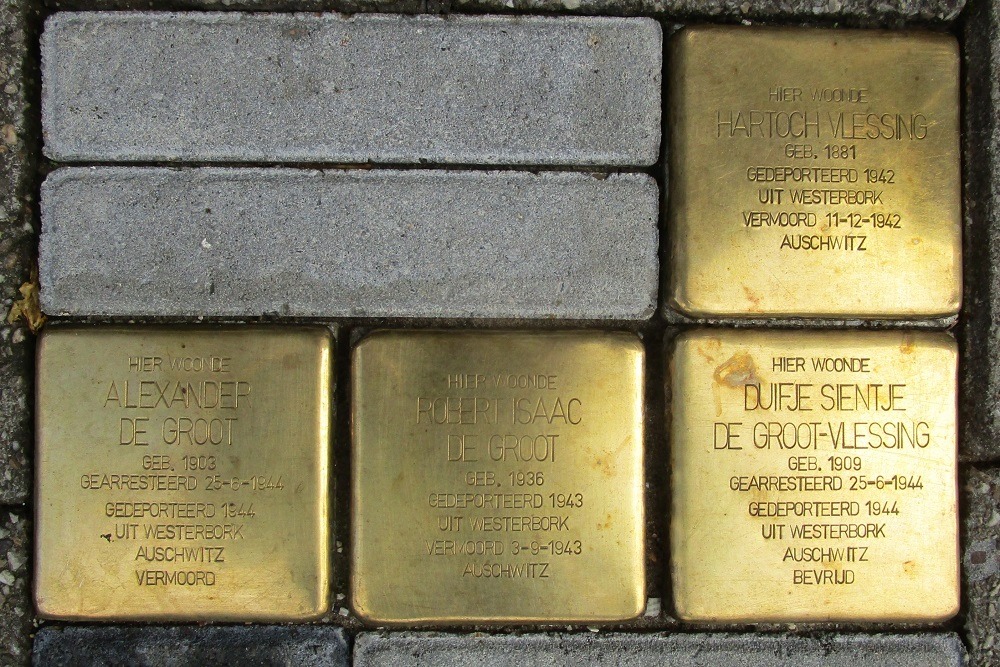 HIER WOONDE
HARTOCH VLESSING
GEB. 1881
GEDEPORTEERD 1942
UIT WESTERBORK
VERMOORD 11-12-1942
AUSCHWITZ
HIER WOONDE
ALEXANDER
DE GROOT
GEB. 1903
GEARRESTEERD 25-6-1944
GEDEPORTEERD 1944
UIT WESTERBORK
AUSCHWITZ
VERMOORD
HIER WOONDE
ROBERT ISAAC
DE GROOT
GEB. 1936
GEDEPORTEERD 1943
UIT WESTERBORK
VERMOORD 3-9-1943
AUSCHWITZ
HIER WOONDE
DUIFJE SIENTJE
DE GROOT-VLESSING
GEB. 1909
GEARRESTEERD 25-6-1944
GEDEPORTEERD 1944
UIT WESTERBORK
AUSCHWITZ
BEVRIJD